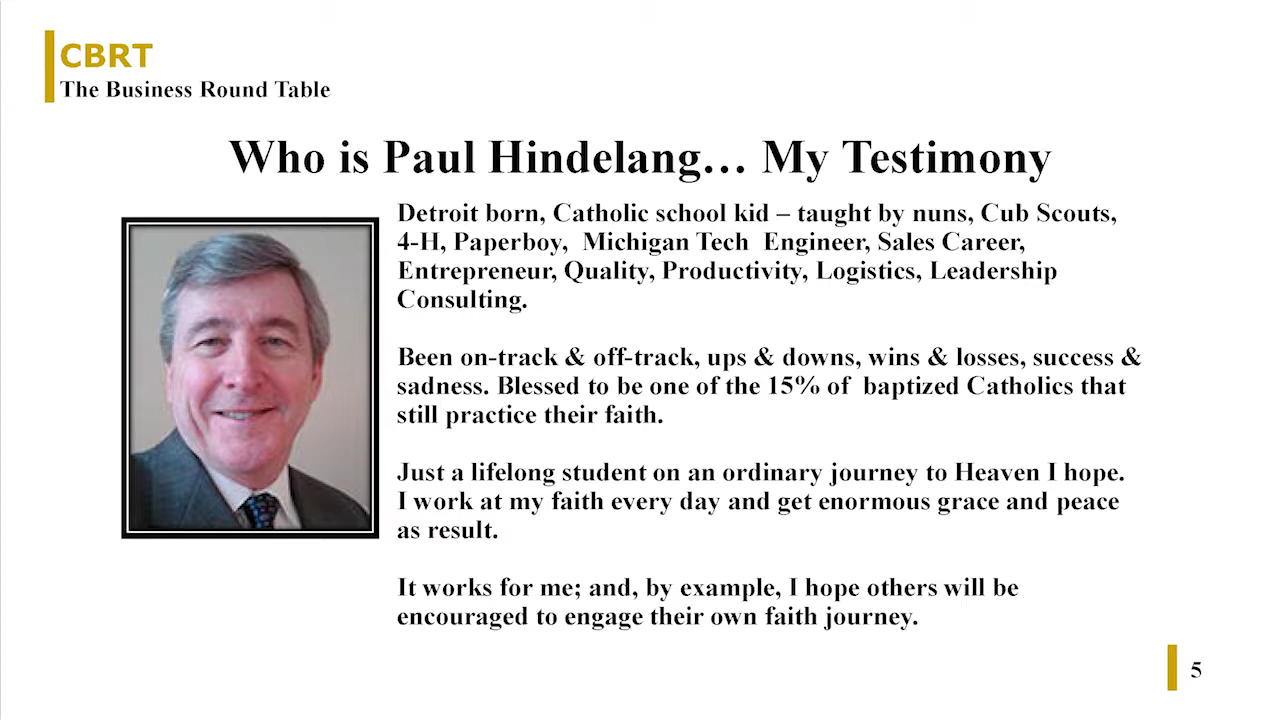 CBRT
The Business Round Table
Who is Paul Hindelang… My Testimony
Detroit born, Catholic school kid – taught by nuns, Cub Scouts,
4-H, Paperboy, Michigan Tech Engineer, Sales Career,
Entrepreneur, Quality, Productivity, Logistics, Leadership
Consulting.
Been on-track & off-track, ups & downs, wins & losses, success &
sadness. Blessed to be one of the 15% of baptized Catholics that
still practice their faith.
Just a lifelong student on an ordinary journey to Heaven I hope.
I work at my faith every day and get enormous grace and peace
as result.
It works for me; and, by example, I hope others will be
encouraged to engage their own faith journey.
5